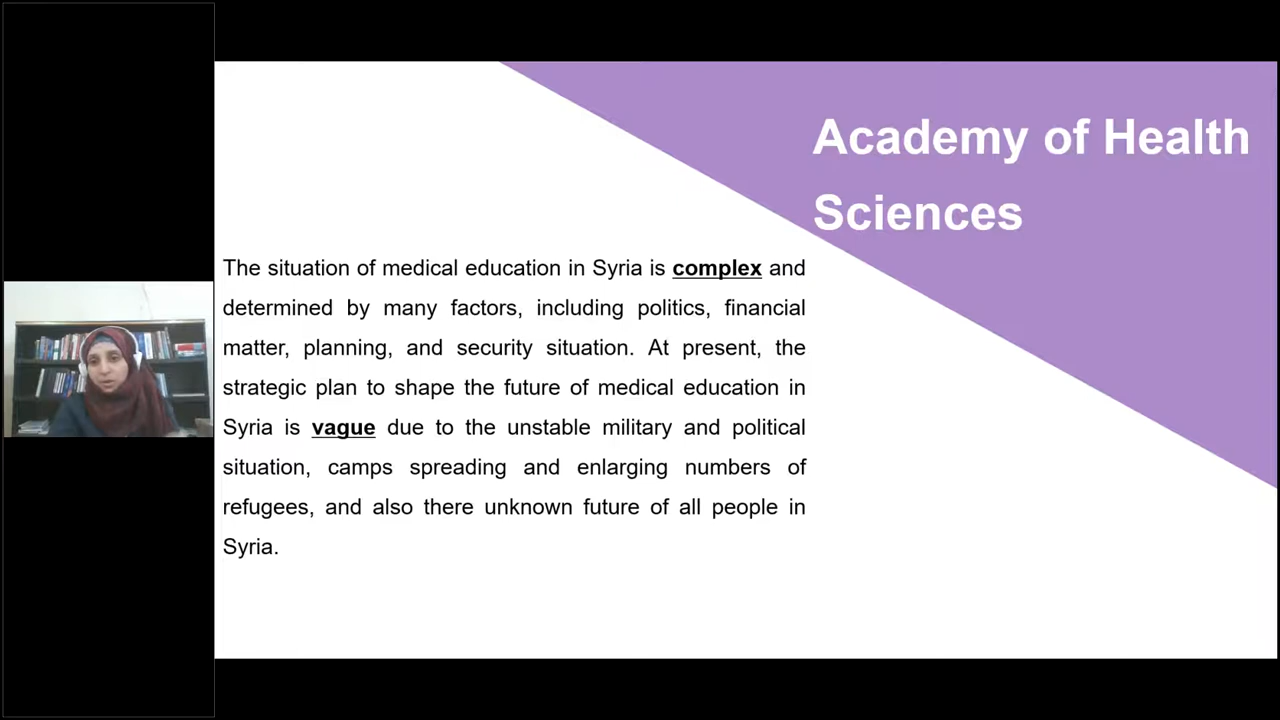 Academy of Health
Sciences
The situation of medical education in Syria is complex and
determined by many factors, including politics, financial
matter, planning, and security situation. At present, the
strategic plan to shape the future of medical education in
Syria is vague due to the unstable military and political
situation, camps spreading and enlarging numbers of
refugees, and also there unknown future of all people in
Syria.